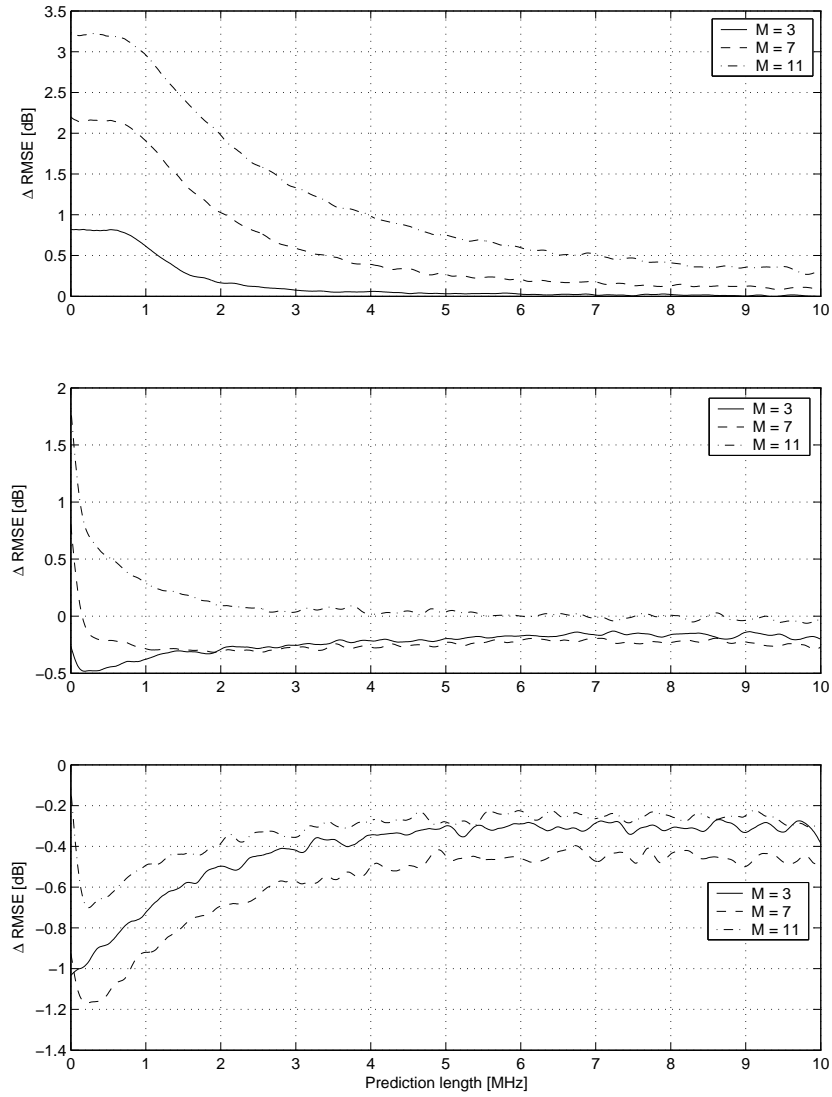 3.5
3
2.5
2
1.5
1
0.5
0
Δ RMSE [dB]
M = 3
M = 7
M = 11
0 1 2 3 4 5 6 7 8 9 10
2
1.5
1
0.5
0
−0.5
Δ RMSE [dB]
M = 3
M = 7
M = 11
0 1 2 3 4 5 6 7 8 9 10
0
−0.2
−0.4
−0.6
−0.8
−1
−1.2
−1.4
Δ RMSE [dB]
M = 3
M = 7
M = 11
0 1 2 3 4 5 6 7 8 9 10
Prediction length [MHz]